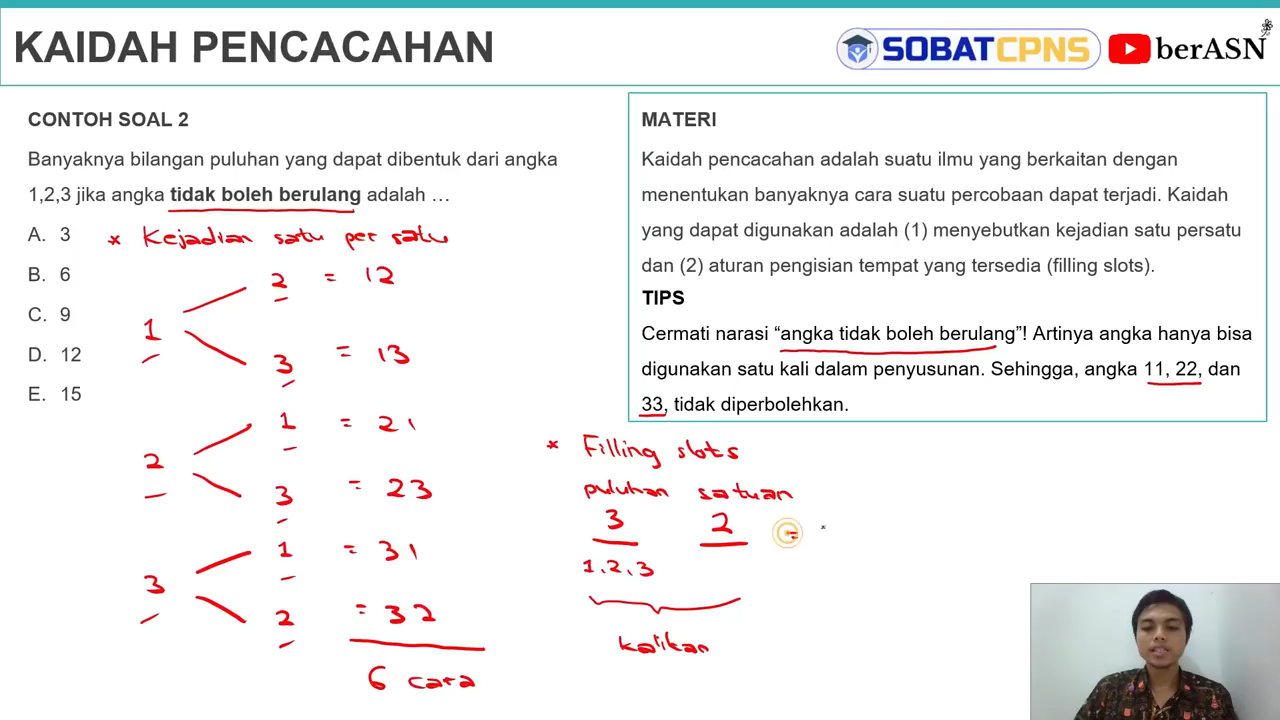 KAIDAH PENCACAHAN
SOBATCPNS
berASN
CONTOH SOAL 2
Banyaknya bilangan puluhan yang dapat dibentuk dari angka
1,2,3 jika angka tidak boleh berulang adalah …
A. 3
B. 6
C. 9
D. 12
E. 15
* Kejadian satu per satu
1
2 = 12
3 = 13
2
1 = 21
3 = 23
3
1 = 31
2 = 32
6 cara
MATERI
Kaidah pencacahan adalah suatu ilmu yang berkaitan dengan
menentukan banyaknya cara suatu percobaan dapat terjadi. Kaidah
yang dapat digunakan adalah (1) menyebutkan kejadian satu persatu
dan (2) aturan pengisian tempat yang tersedia (filling slots).
TIPS
Cermati narasi “angka tidak boleh berulang”! Artinya angka hanya bisa
digunakan satu kali dalam penyusunan. Sehingga, angka 11, 22, dan
33, tidak diperbolehkan.
* Filling slots
puluhan satuan
3 2 =
1,2,3
kalikan